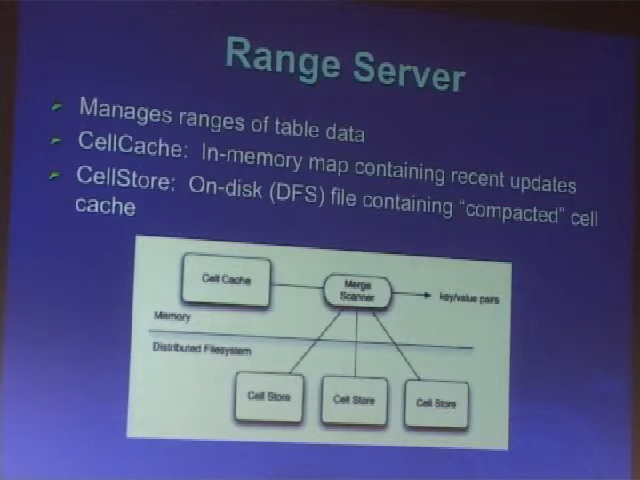 Range Server
Manages ranges of table data
CellCache: In-memory map containing recent updates
CellStore: On-disk (DFS) file containing "compacted" cell
cache
Cell Cache
Merge
Scanner
key/value pairs
Memory
Distributed Filesystem
Cell Store
Cell Store
Cell Store